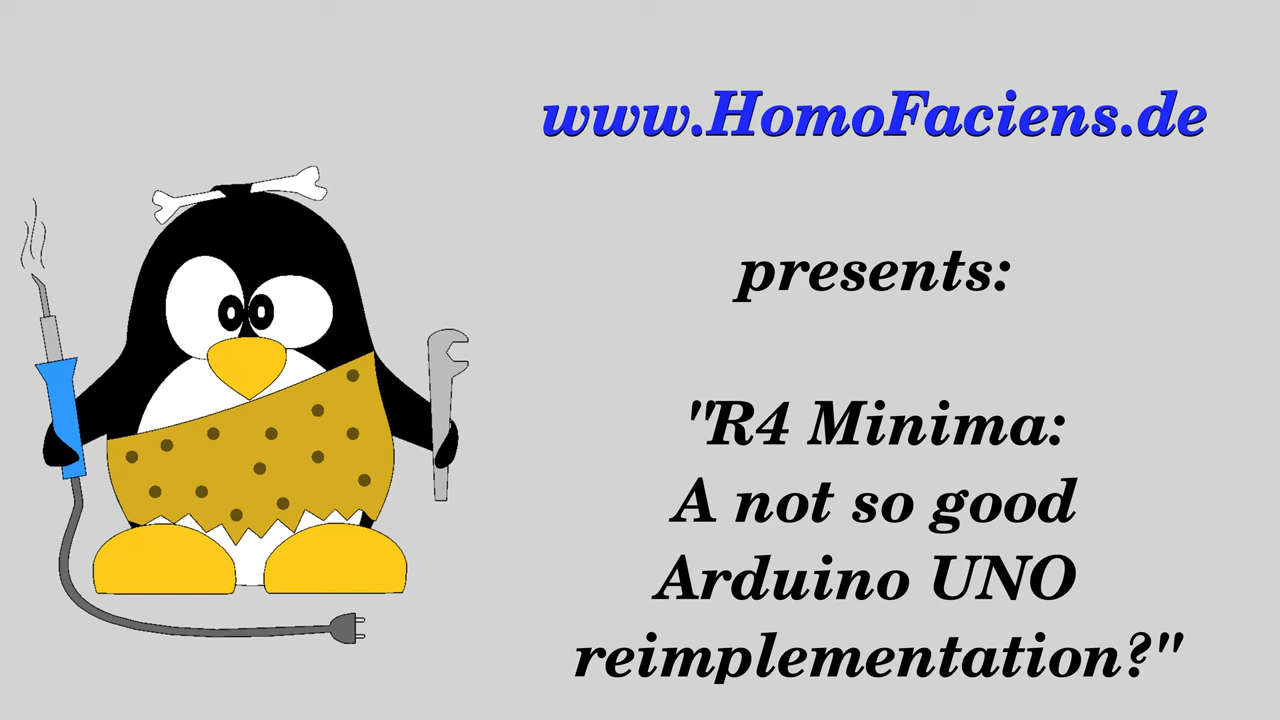 www.HomoFaciens.de
presents:
"R4 Minima:
A not so good
Arduino UNO
reimplementation?"